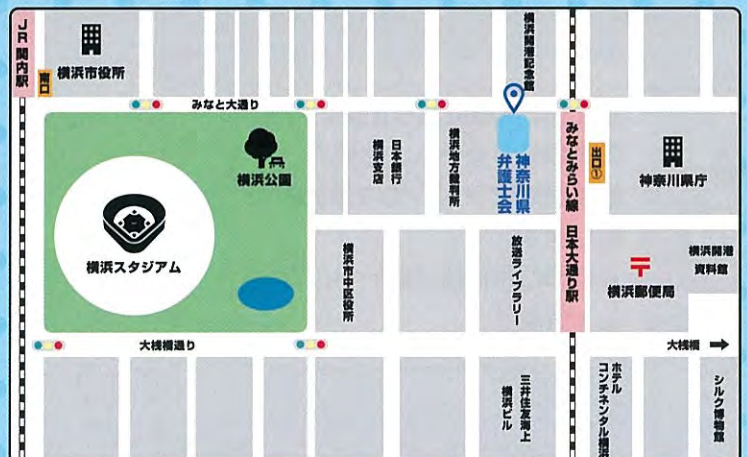 JR 関内駅
南口
横浜市役所
横浜開港記念館
みなと大通り
横浜公園
横浜スタジアム
日本銀行
横浜支店
横浜地方裁判所
神奈川県
弁護士会
みなとみらい線 日本大通り駅
出口①
神奈川県庁
横浜市中区役所
放送ライブラリー
横浜郵便局
横浜開港
資料館
大桟橋通り
大桟橋
三井住友海上
横浜ビル
ホテル
コンチネンタル横浜
シルク博物館